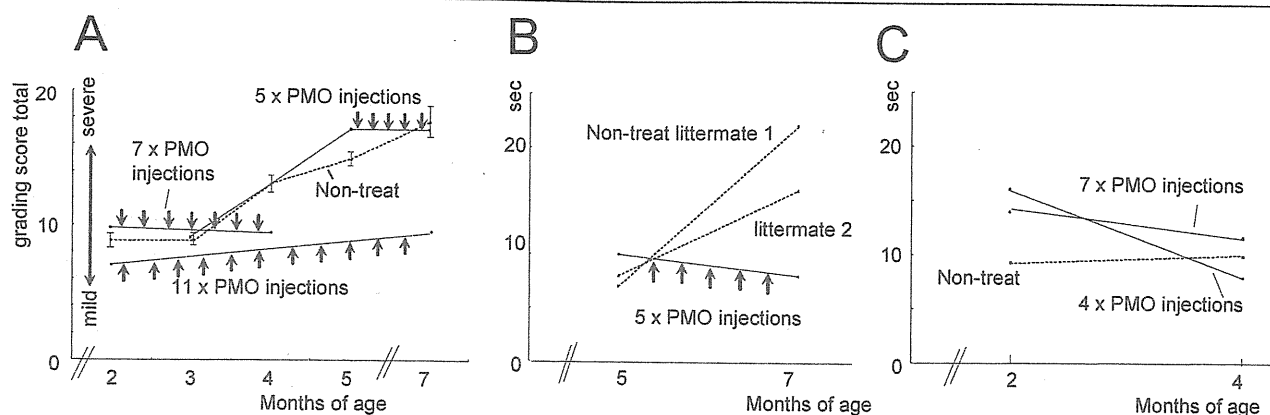 A
grading score total
severe
mild
20
10
0
5 x PMO injections
7 x PMO
injections
Non-treat
11 x PMO injections
2 3 4 5 7
Months of age
B
sec
20
10
0
Non-treat littermate 1
littermate 2
5 x PMO injections
5 7
Months of age
C
sec
20
10
0
7 x PMO injections
Non-treat
4 x PMO injections
2 4
Months of age